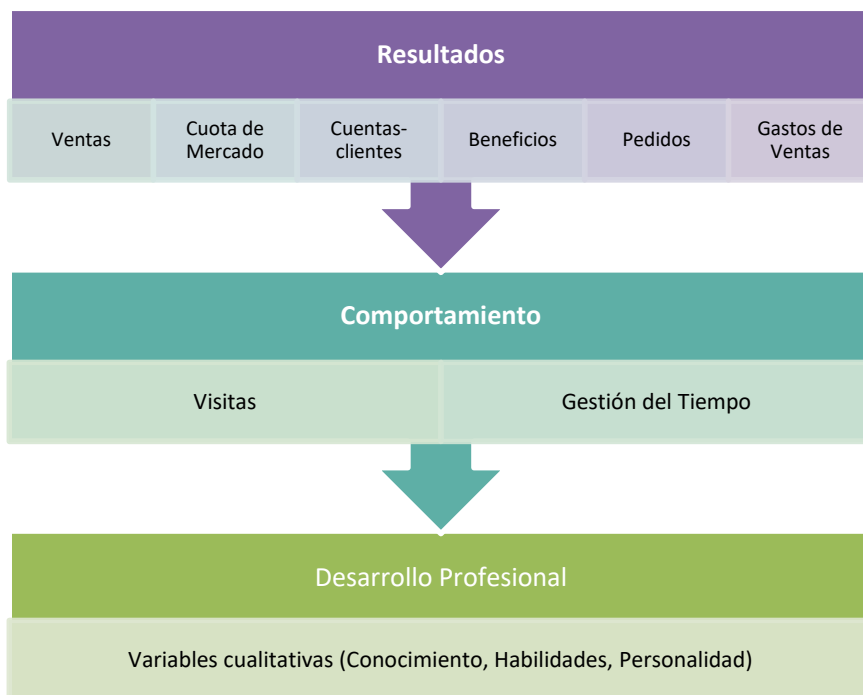 Resultados
Ventas
Cuota de
Mercado
Cuentas-
clientes
Beneficios
Pedidos
Gastos de
Ventas
Comportamiento
Visitas
Gestión del Tiempo
Desarrollo Profesional
Variables cualitativas (Conocimiento, Habilidades, Personalidad)